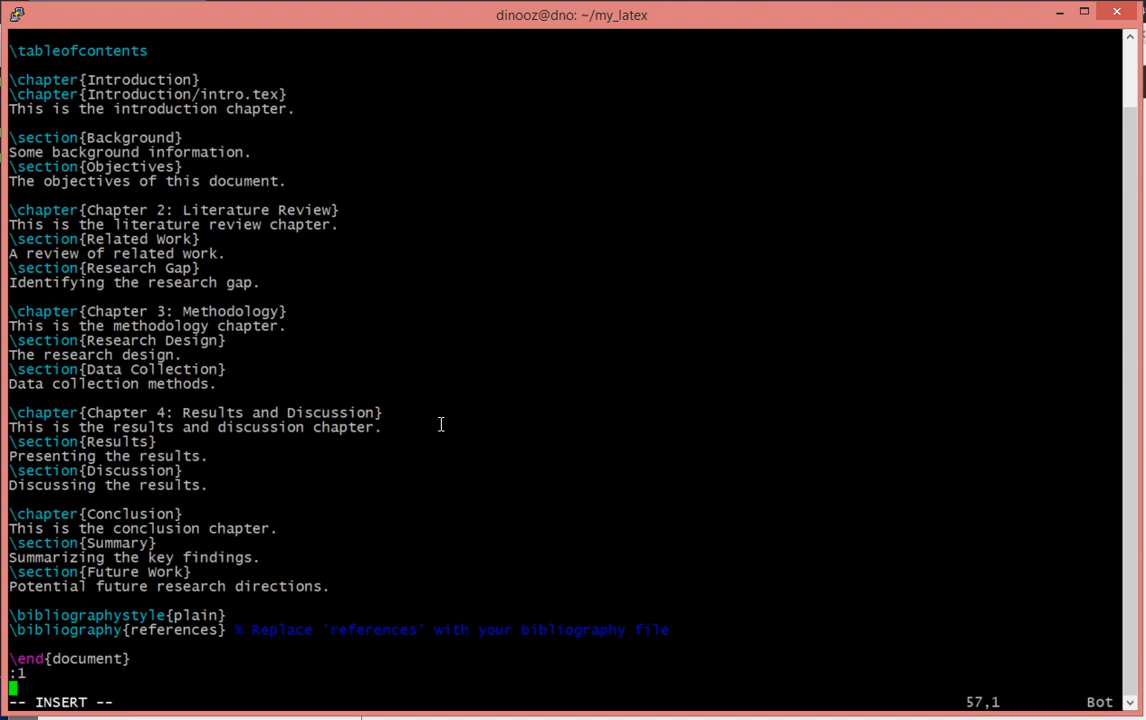 dinooz@dno: ~/my_latex
\tableofcontents
\chapter{Introduction}
\chapter{Introduction/intro.tex}
This is the introduction chapter.
\section{Background}
Some background information.
\section{Objectives}
The objectives of this document.
\chapter{Chapter 2: Literature Review}
This is the literature review chapter.
\section{Related Work}
A review of related work.
\section{Research Gap}
Identifying the research gap.
\chapter{Chapter 3: Methodology}
This is the methodology chapter.
\section{Research Design}
The research design.
\section{Data Collection}
Data collection methods.
\chapter{Chapter 4: Results and Discussion}
This is the results and discussion chapter.
\section{Results}
Presenting the results.
\section{Discussion}
Discussing the results.
\chapter{Conclusion}
This is the conclusion chapter.
\section{Summary}
Summarizing the key findings.
\section{Future Work}
Potential future research directions.
\bibliographystyle{plain}
\bibliography{references} % Replace 'references' with your bibliography file
\end{document}
:1
-- INSERT -- 57,1 Bot